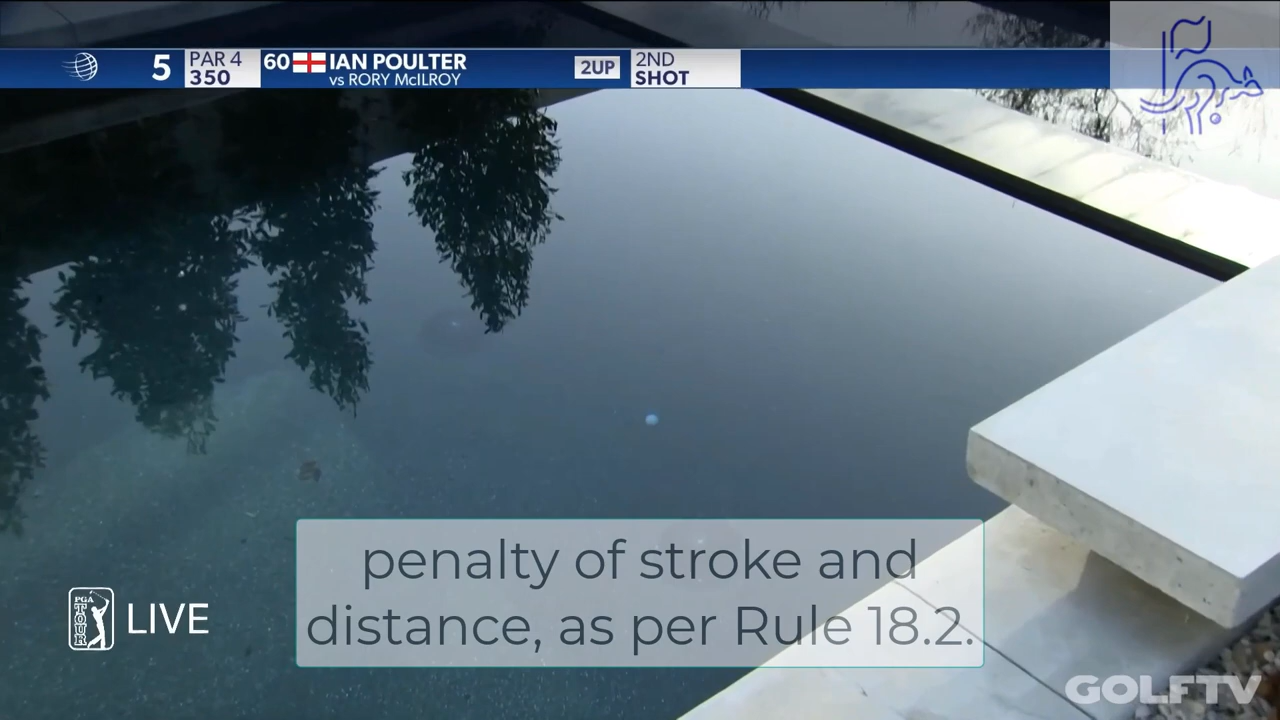 5
PAR 4
350
60 IAN POULTER
vs RORY McILROY
2UP
2ND
SHOT
penalty of stroke and
distance, as per Rule 18.2.
PGA
TOUR
LIVE
GOLFTV